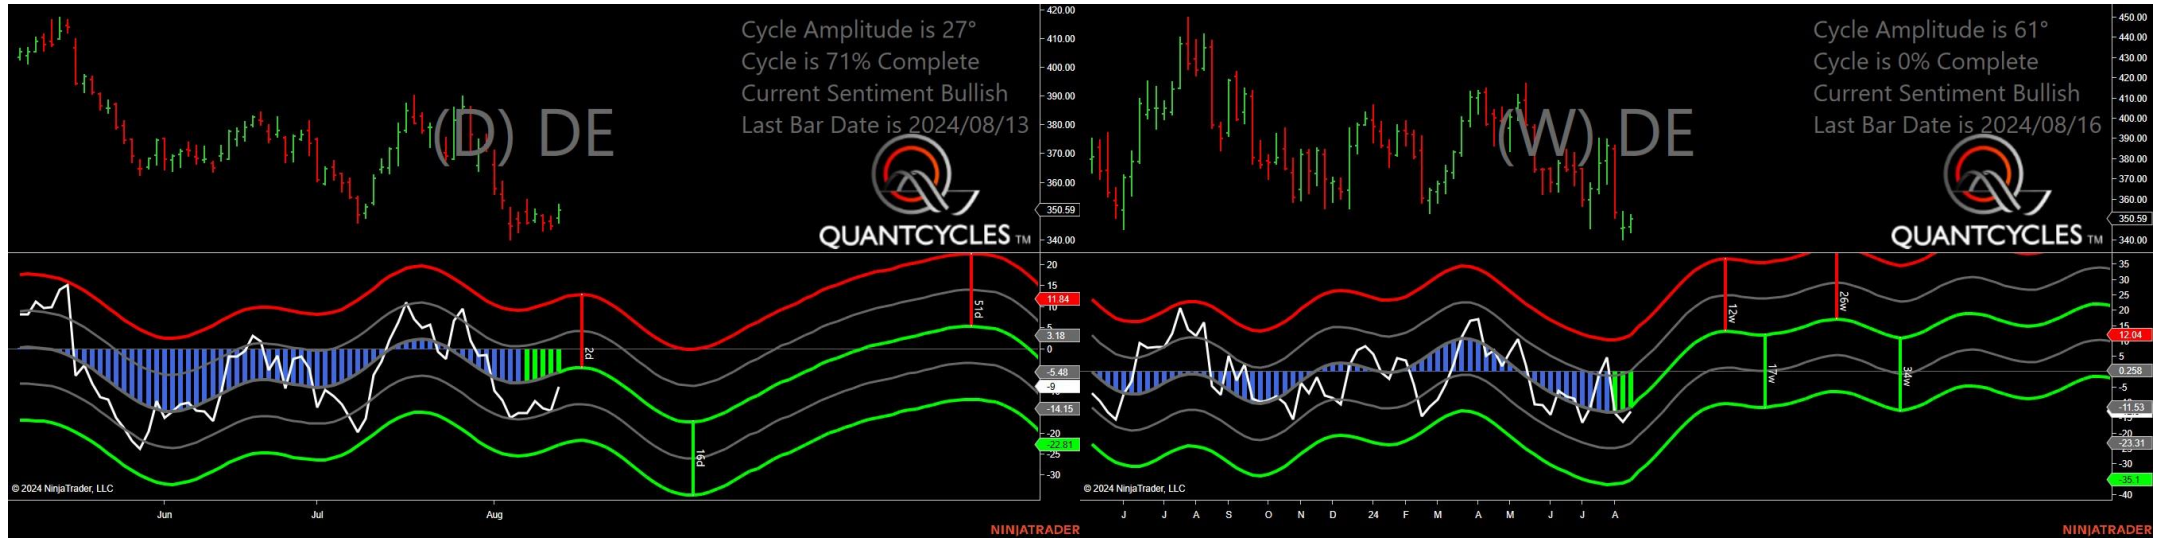 Cycle Amplitude is 27°
Cycle is 71% Complete
Current Sentiment Bullish
Last Bar Date is 2024/08/13
(D) DE
QUANTCYCLES TM
420.00
410.00
400.00
390.00
380.00
370.00
360.00
350.59
340.00
20
15
11.84
10
5
3.18
0
-5.48
-9
-14.15
-20
-22.81
-25
-30
2d
16d
51d
© 2024 NinjaTrader, LLC
Jun Jul Aug
NINJATRADER
Cycle Amplitude is 61°
Cycle is 0% Complete
Current Sentiment Bullish
Last Bar Date is 2024/08/16
(W) DE
QUANTCYCLES TM
450.00
440.00
430.00
420.00
410.00
400.00
390.00
380.00
370.00
360.00
350.59
340.00
35
30
25
20
15
12.04
5
0.258
-5
-11.53
-20
-23.31
-30
-35.1
-40
12w
17w
26w
34w
© 2024 NinjaTrader, LLC
J J A S O N D 24 F M A M J J A
NINJATRADER